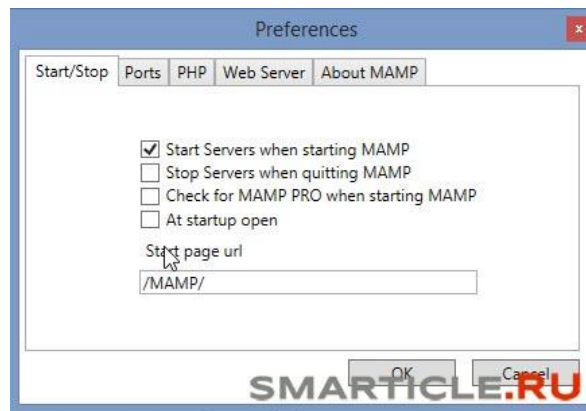 Preferences
x
Start/Stop Ports PHP Web Server About MAMP
Start Servers when starting MAMP
Stop Servers when quitting MAMP
Check for MAMP PRO when starting MAMP
At startup open
Start page url
/MAMP/
OK Cancel
SMARTICLE.RU